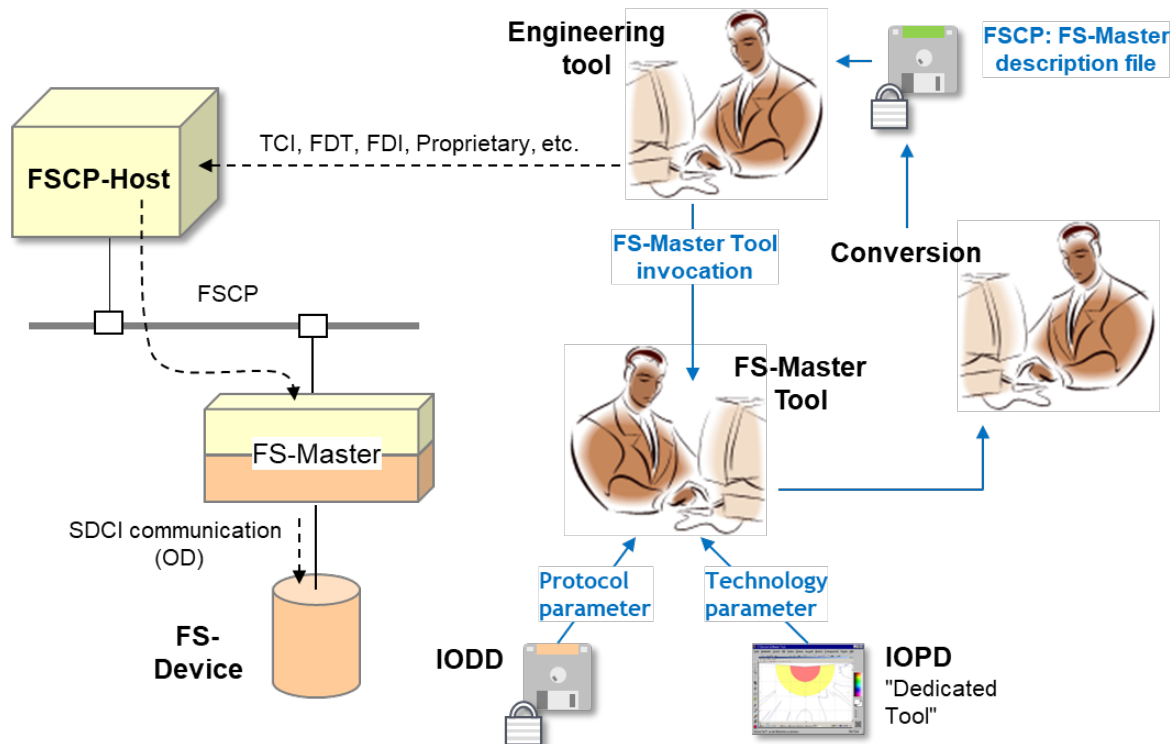 Engineering
tool
FSCP: FS-Master
description file
TCI, FDT, FDI, Proprietary, etc.
FSCP-Host
FS-Master Tool
invocation
Conversion
FSCP
FS-Master
Tool
FS-Master
SDCI communication
(OD)
Protocol
parameter
Technology
parameter
FS-
Device
IODD
IOPD
"Dedicated
Tool"